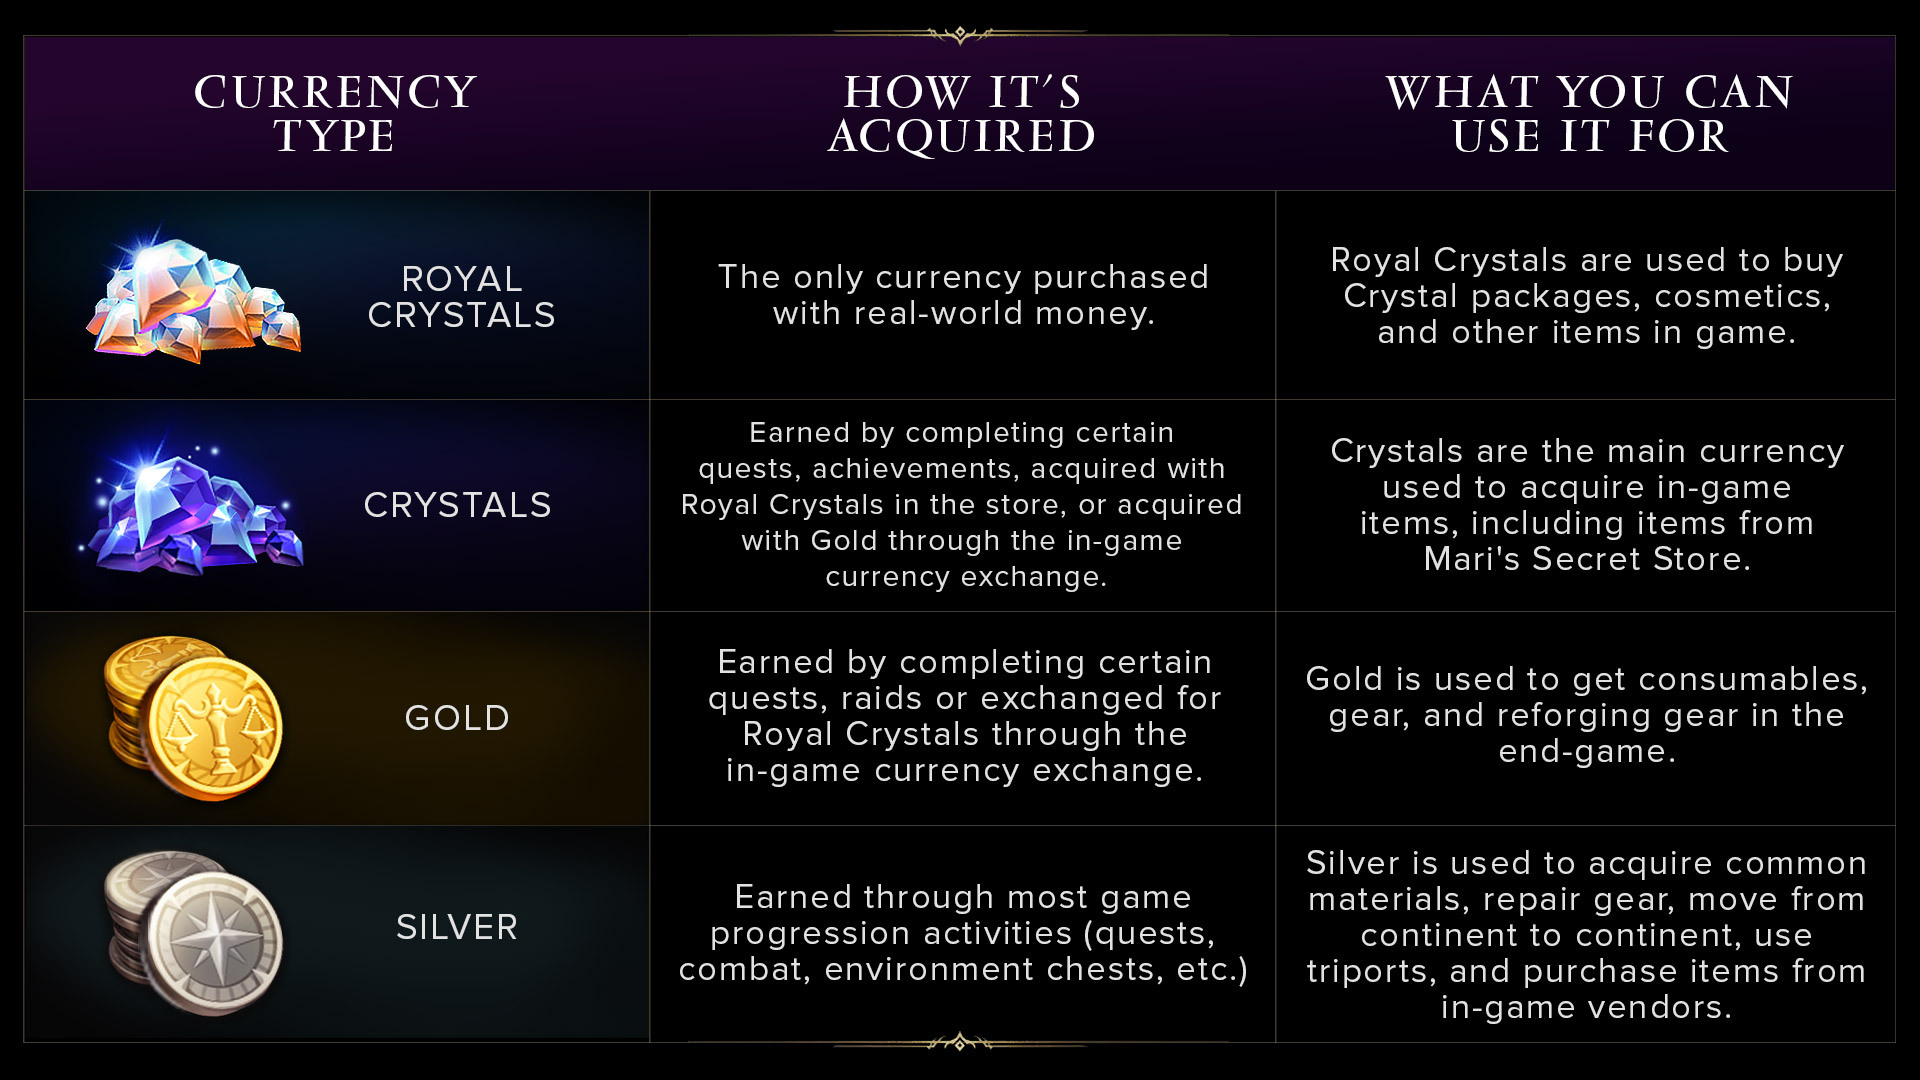 CURRENCY
TYPE
HOW IT'S
ACQUIRED
WHAT YOU CAN
USE IT FOR
ROYAL
CRYSTALS
The only currency purchased
with real-world money.
Royal Crystals are used to buy
Crystal packages, cosmetics,
and other items in game.
CRYSTALS
Earned by completing certain
quests, achievements, acquired with
Royal Crystals in the store, or acquired
with Gold through the in-game
currency exchange.
Crystals are the main currency
used to acquire in-game
items, including items from
Mari's Secret Store.
GOLD
Earned by completing certain
quests, raids or exchanged for
Royal Crystals through the
in-game currency exchange.
Gold is used to get consumables,
gear, and reforging gear in the
end-game.
SILVER
Earned through most game
progression activities (quests,
combat, environment chests, etc.)
Silver is used to acquire common
materials, repair gear, move from
continent to continent, use
triports, and purchase items from
in-game vendors.